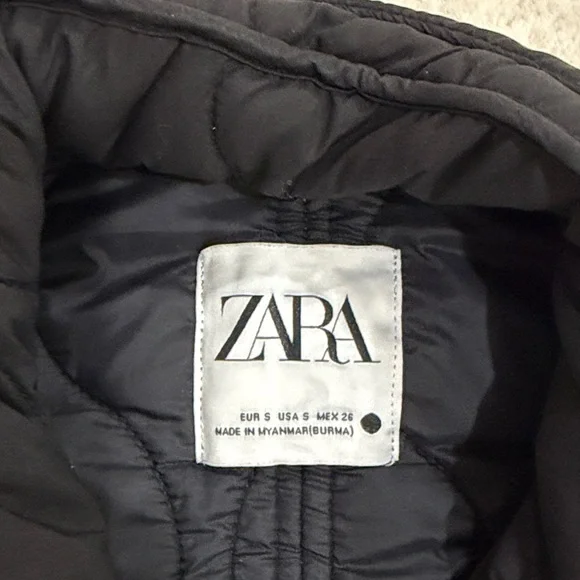 ZARA
EUR S USA S MEX 26
MADE IN MYANMAR(BURMA)